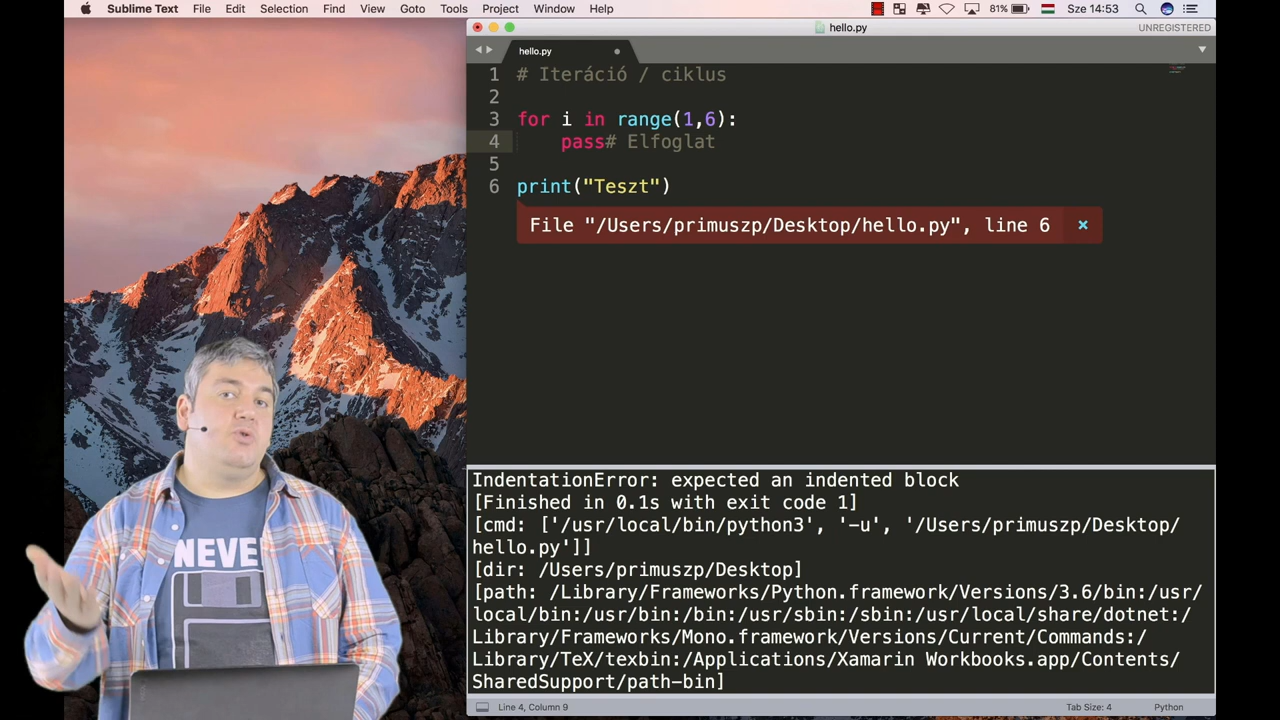 Sublime Text File Edit Selection Find View Goto Tools Project Window Help 81% Sze 14:53
hello.py UNREGISTERED
hello.py
1 # Iteráció / ciklus
2
3 for i in range(1,6):
4 pass# Elfoglat
5
6 print("Teszt")
File "/Users/primuszp/Desktop/hello.py", line 6 ×
NEVE
IndentationError: expected an indented block
[Finished in 0.1s with exit code 1]
[cmd: ['/usr/local/bin/python3', '-u', '/Users/primuszp/Desktop/
hello.py']]
[dir: /Users/primuszp/Desktop]
[path: /Library/Frameworks/Python.framework/Versions/3.6/bin:/usr/
local/bin:/usr/bin:/bin:/usr/sbin:/sbin:/usr/local/share/dotnet:/
Library/Frameworks/Mono.framework/Versions/Current/Commands:/
Library/TeX/texbin:/Applications/Xamarin Workbooks.app/Contents/
SharedSupport/path-bin]
Line 4, Column 9 Tab Size: 4 Python